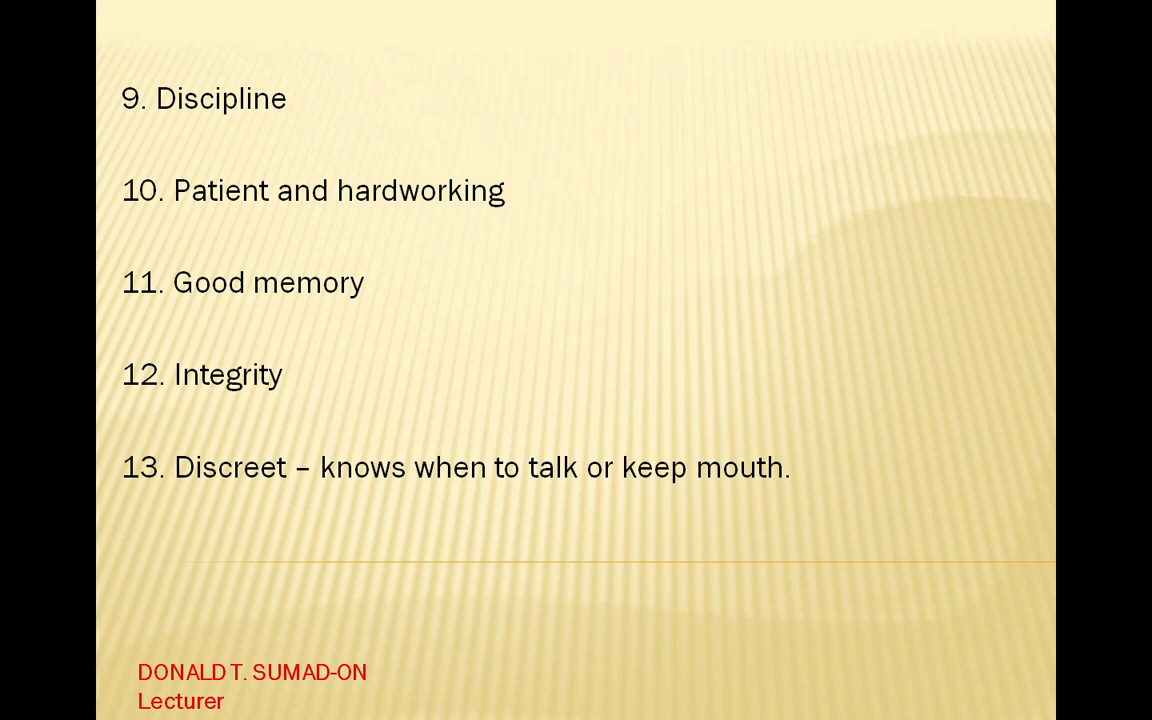 9. Discipline
10. Patient and hardworking
11. Good memory
12. Integrity
13. Discreet – knows when to talk or keep mouth.
DONALD T. SUMAD-ON
Lecturer